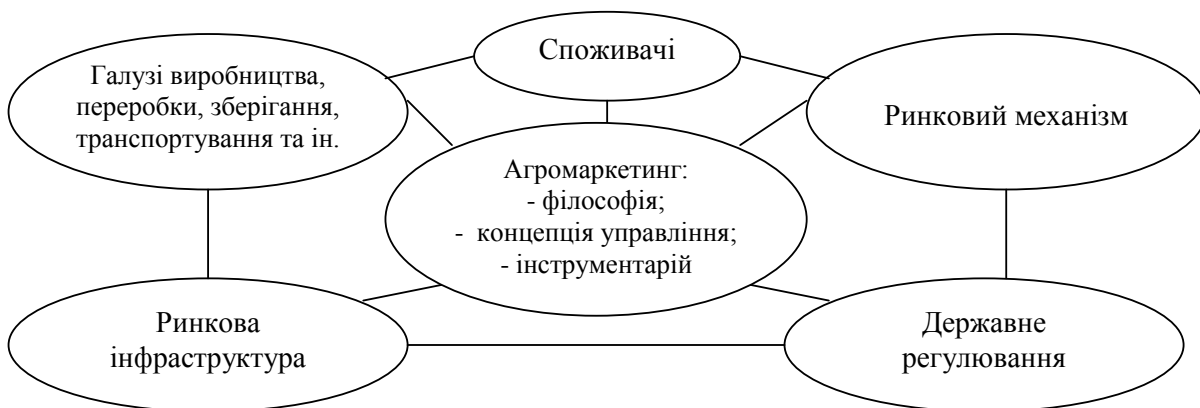 Споживачі
Галузі виробництва,
переробки, зберігання,
транспортування та ін.
Ринковий механізм
Агромаркетинг:
- філософія;
- концепція управління;
- інструментарій
Ринкова
інфраструктура
Державне
регулювання